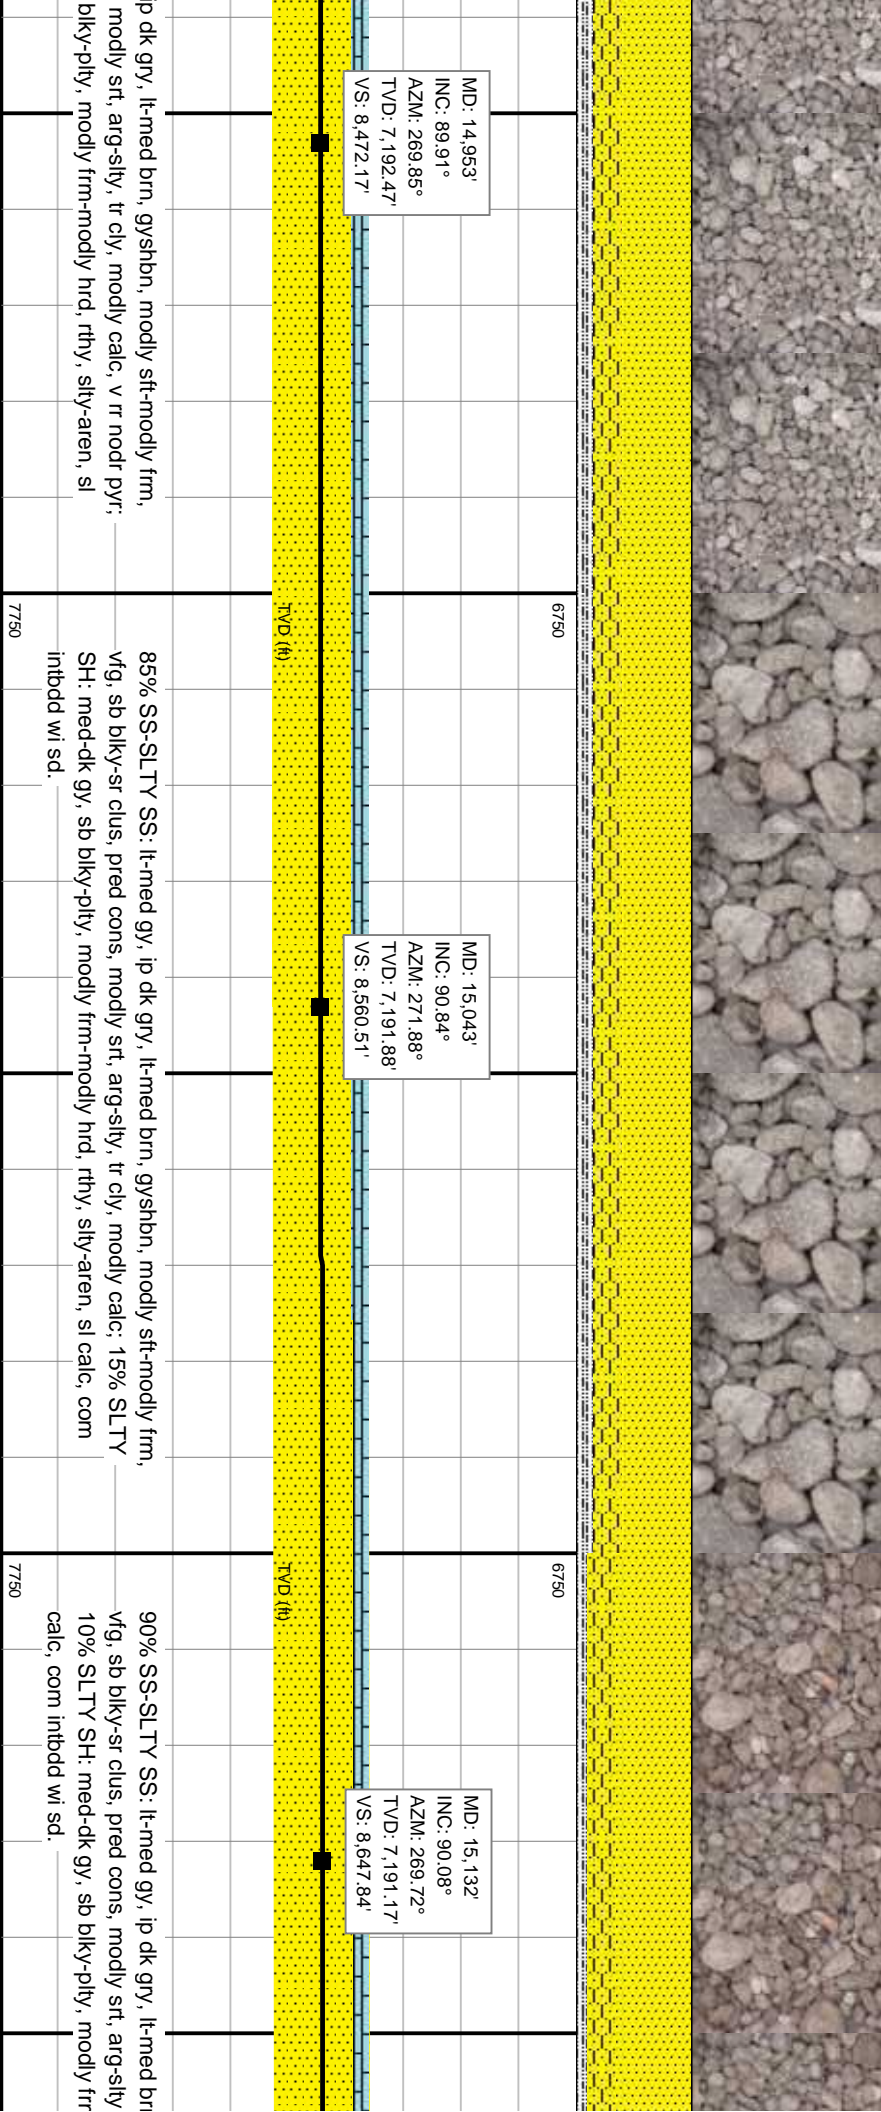 ip dk gry, lt-med brn, gyshbn, modly sft-modly frm,
modly srt, arg-slty, tr cly, modly calc, v rr nodr pyr;
blky-plty, modly frm-modly hrd, rthy, slty-aren, sl
MD: 14,953'
INC: 89.91°
AZM: 269.85°
TVD: 7,192.47'
VS: 8,472.17'
6750
TVD (ft)
7750
85% SS-SLTY SS: lt-med gy, ip dk gry, lt-med brn, gyshbn, modly sft-modly frm,
vfg, sb blky-sr clus, pred cons, modly srt, arg-slty, tr cly, modly calc; 15% SLTY
SH: med-dk gy, sb blky-plty, modly frm-modly hrd, rthy, slty-aren, sl calc, com
intbdd wi sd.
MD: 15,043'
INC: 90.84°
AZM: 271.88°
TVD: 7,191.88'
VS: 8,560.51'
6750
TVD (ft)
7750
90% SS-SLTY SS: lt-med gy, ip dk gry, lt-med brn
vfg, sb blky-sr clus, pred cons, modly srt, arg-slty
10% SLTY SH: med-dk gy, sb blky-plty, modly frr
calc, com intbdd wi sd.
MD: 15,132'
INC: 90.08°
AZM: 269.72°
TVD: 7,191.17'
VS: 8,647.84'